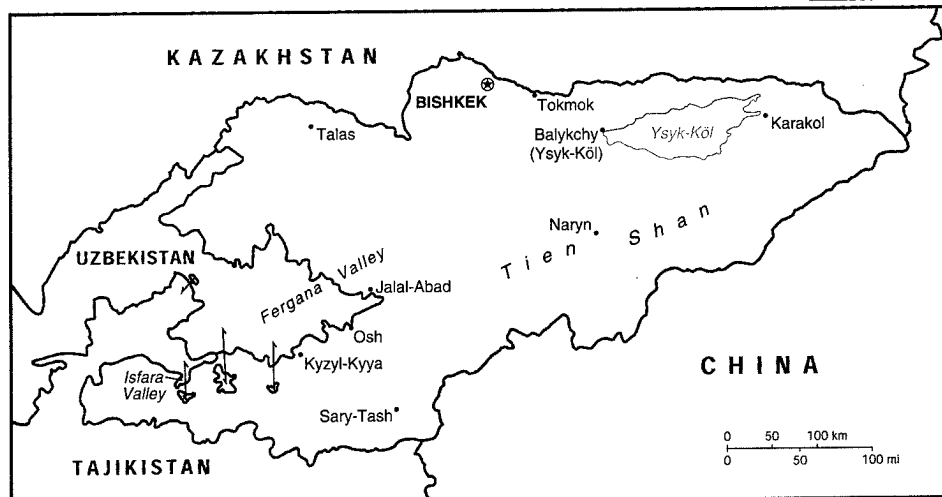 KAZAKHSTAN
BISHKEK
Tokmok
Talas
Balykchy
(Ysyk-Köl)
Ysyk-Köl
Karakol
Naryn
Tien Shan
UZBEKISTAN
Fergana Valley
Jalal-Abad
Osh
Kyzyl-Kyya
Isfara
Valley
CHINA
Sary-Tash
TAJIKISTAN
0 50 100 km
0 50 100 mi